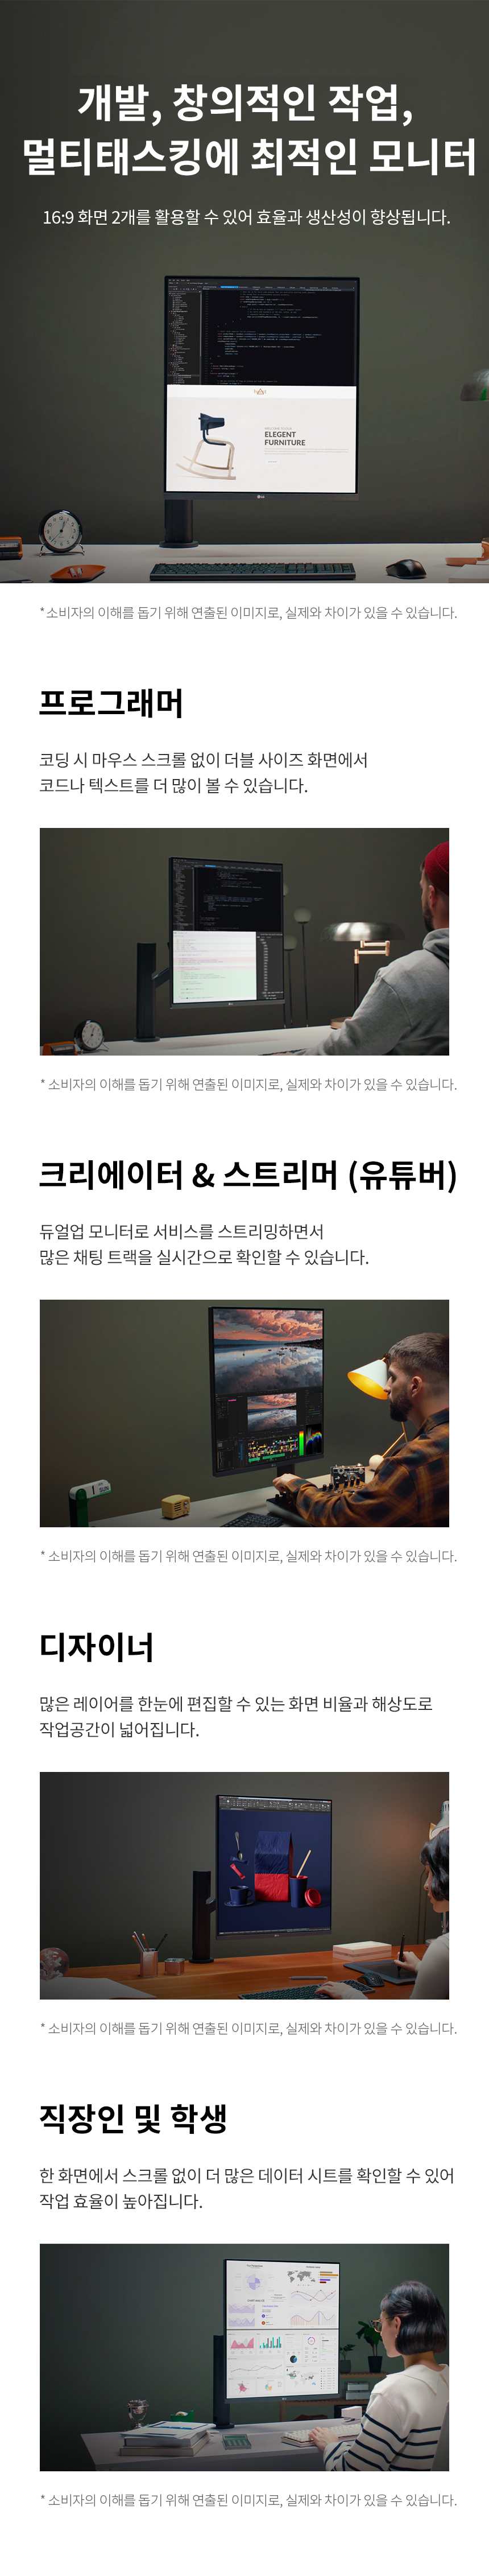 개발, 창의적인 작업,
멀티태스킹에 최적인 모니터
16:9 화면 2개를 활용할 수 있어 효율과 생산성이 향상됩니다.
ELEGENT
FURNITURE
LG
* 소비자의 이해를 돕기 위해 연출된 이미지로, 실제와 차이가 있을 수 있습니다.
프로그래머
코딩 시 마우스 스크롤 없이 더블 사이즈 화면에서
코드나 텍스트를 더 많이 볼 수 있습니다.
* 소비자의 이해를 돕기 위해 연출된 이미지로, 실제와 차이가 있을 수 있습니다.
크리에이터 & 스트리머 (유튜버)
듀얼업 모니터로 서비스를 스트리밍하면서
많은 채팅 트랙을 실시간으로 확인할 수 있습니다.
* 소비자의 이해를 돕기 위해 연출된 이미지로, 실제와 차이가 있을 수 있습니다.
디자이너
많은 레이어를 한눈에 편집할 수 있는 화면 비율과 해상도로
작업공간이 넓어집니다.
* 소비자의 이해를 돕기 위해 연출된 이미지로, 실제와 차이가 있을 수 있습니다.
직장인 및 학생
한 화면에서 스크롤 없이 더 많은 데이터 시트를 확인할 수 있어
작업 효율이 높아집니다.
* 소비자의 이해를 돕기 위해 연출된 이미지로, 실제와 차이가 있을 수 있습니다.